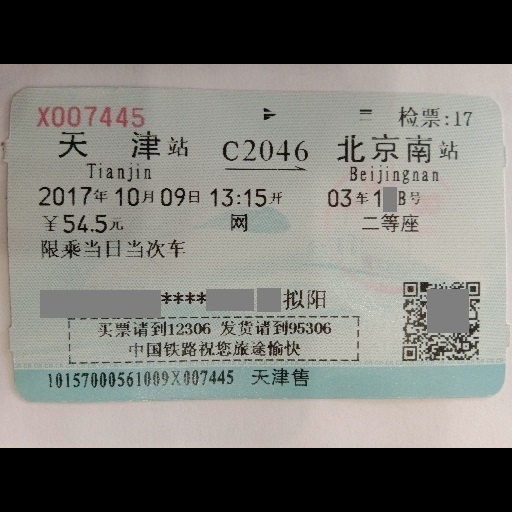 X007445 检票:17
天津站 C2046 北京南站
Tianjin Beijingnan
2017年10月09日 13:15开 03车1 B号
￥54.5元 网 二等座
限乘当日当次车
**** 拟阳
买票请到12306 发货请到95306
中国铁路祝您旅途愉快
10157000561009X007445 天津售